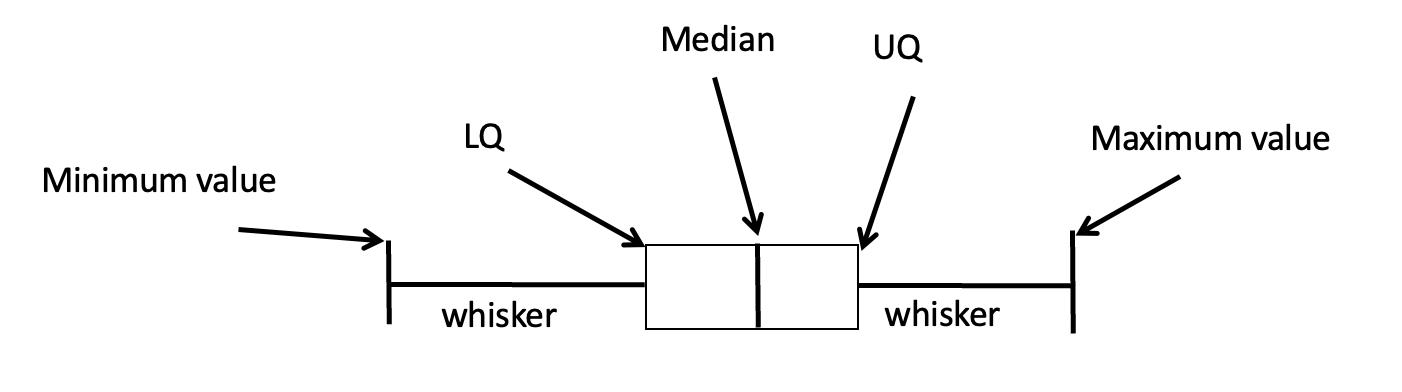 Median
UQ
LQ
Maximum value
Minimum value
whisker
whisker